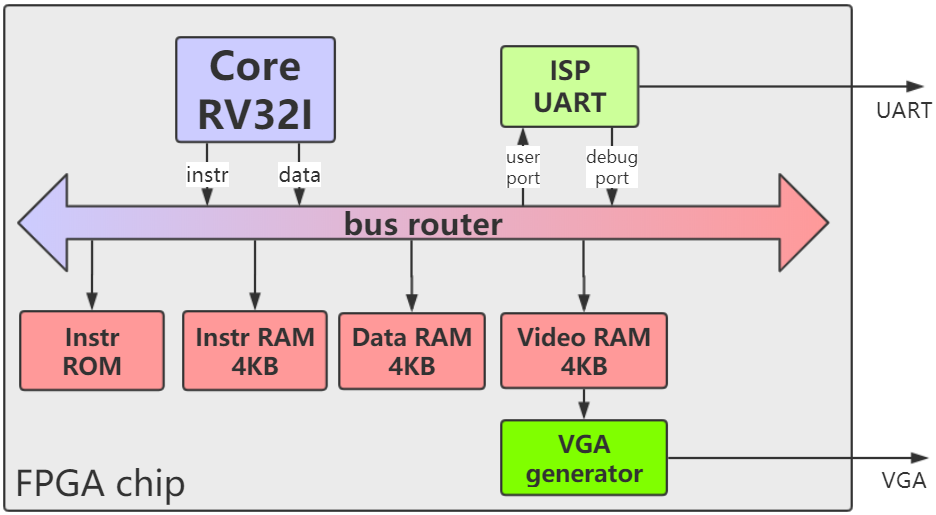 Core
RV32I
ISP
UART
UART
instr
data
user
port
debug
port
bus router
Instr
ROM
Instr RAM
4KB
Data RAM
4KB
Video RAM
4KB
VGA
generator
VGA
FPGA chip